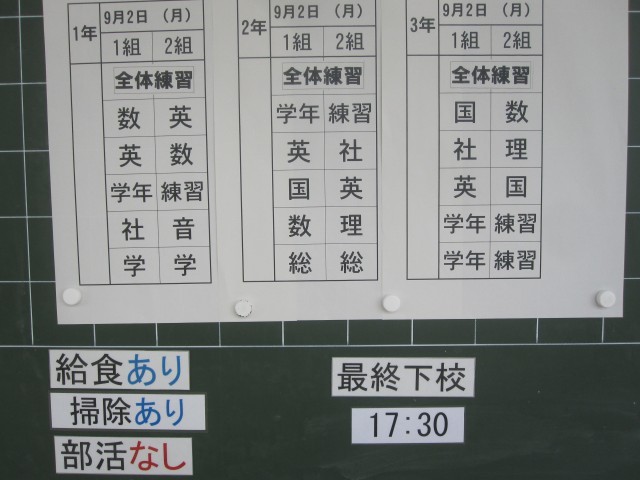 1年 9月2日 (月)
1組 2組
全体練習
数 英
英 数
学年 練習
社 音
学 学
2年 9月2日 (月)
1組 2組
全体練習
学年 練習
英 社
国 英
数 理
総 総
3年 9月2日 (月)
1組 2組
全体練習
国 数
社 理
英 国
学年 練習
学年 練習
給食あり
掃除あり
部活なし
最終下校
17:30